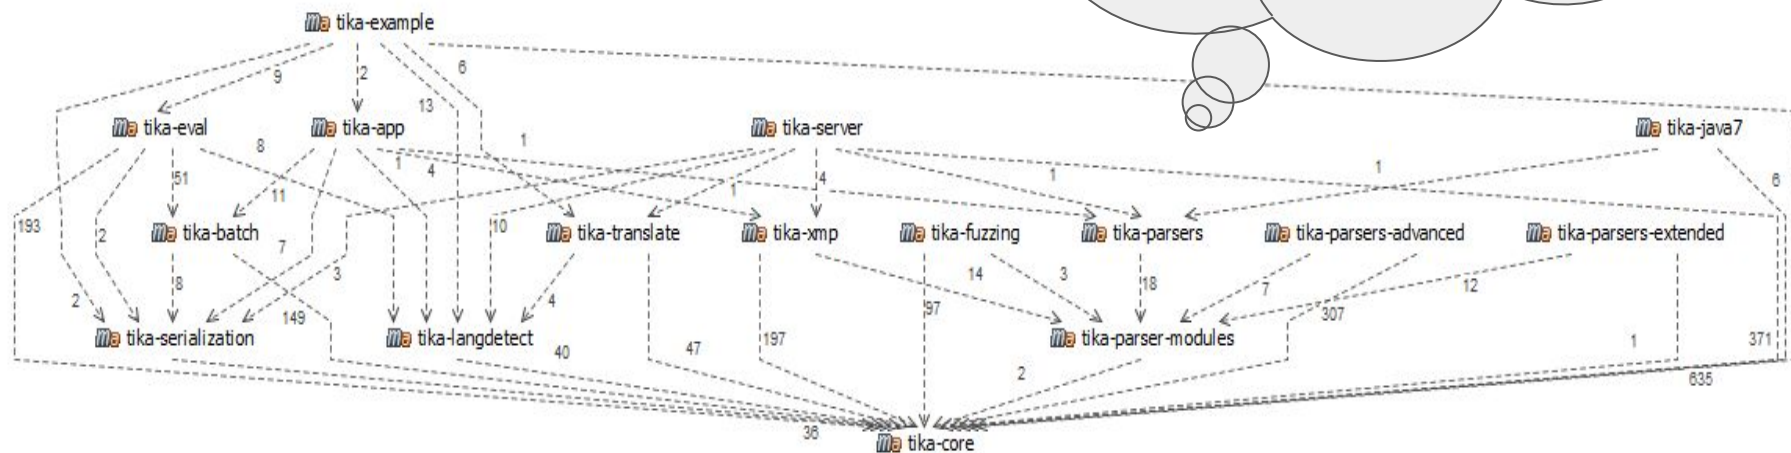 tika-example
9
2
6
13
tika-eval
tika-app
tika-server
tika-java7
8
1
1
4
51
11
1
4
1
1
6
193
2
tika-batch
7
10
tika-translate
tika-xmp
tika-fuzzing
tika-parsers
tika-parsers-advanced
tika-parsers-extended
2
8
3
149
4
14
3
18
7
12
97
307
tika-serialization
tika-langdetect
tika-parser-modules
40
47
197
2
1
371
635
36
tika-core